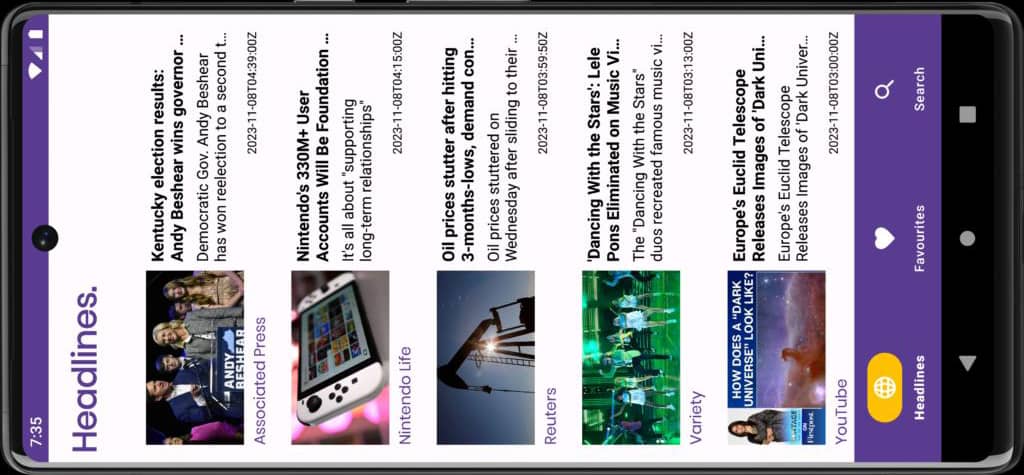 7:35
Headlines.
Kentucky election results:
Andy Beshear wins governor ...
Democratic Gov. Andy Beshear
has won reelection to a second t...
2023-11-08T04:39:00Z
ANDY
BESHEAR
Associated Press
Nintendo's 330M+ User
Accounts Will Be Foundation ...
It's all about "supporting
long-term relationships"
2023-11-08T04:15:00Z
Nintendo Life
Oil prices stutter after hitting
3-months-lows, demand con...
Oil prices stuttered on
Wednesday after sliding to their ...
2023-11-08T03:59:50Z
Reuters
'Dancing With the Stars': Lele
Pons Eliminated on Music Vi...
The "Dancing With the Stars"
duos recreated famous music vi...
2023-11-08T03:13:00Z
Variety
Europe's Euclid Telescope
Releases Images of 'Dark Uni...
Europe's Euclid Telescope
Releases Images of 'Dark Univer...
2023-11-08T03:00:00Z
HOW DOES A "DARK
UNIVERSE" LOOK LIKE?
VANTAGE
ON
Firstpost
YouTube
Headlines
Favourites
Search